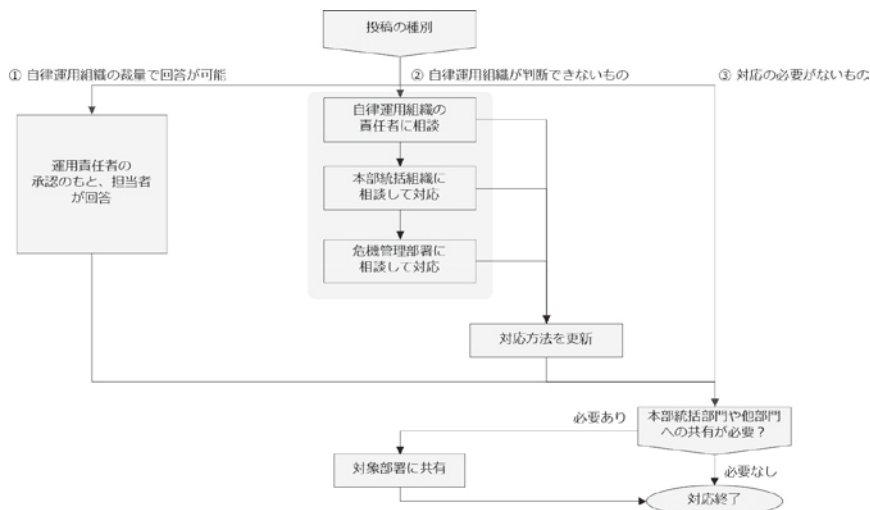 投稿の種別
① 自律運用組織の裁量で回答が可能
② 自律運用組織が判断できないもの
③ 対応の必要がないもの
運用責任者の
承認のもと、担当者
が回答
自律運用組織の
責任者に相談
本部統括組織に
相談して対応
危機管理部署に
相談して対応
対応方法を更新
本部統括部門や他部門
への共有が必要？
必要あり
対象部署に共有
必要なし
対応終了